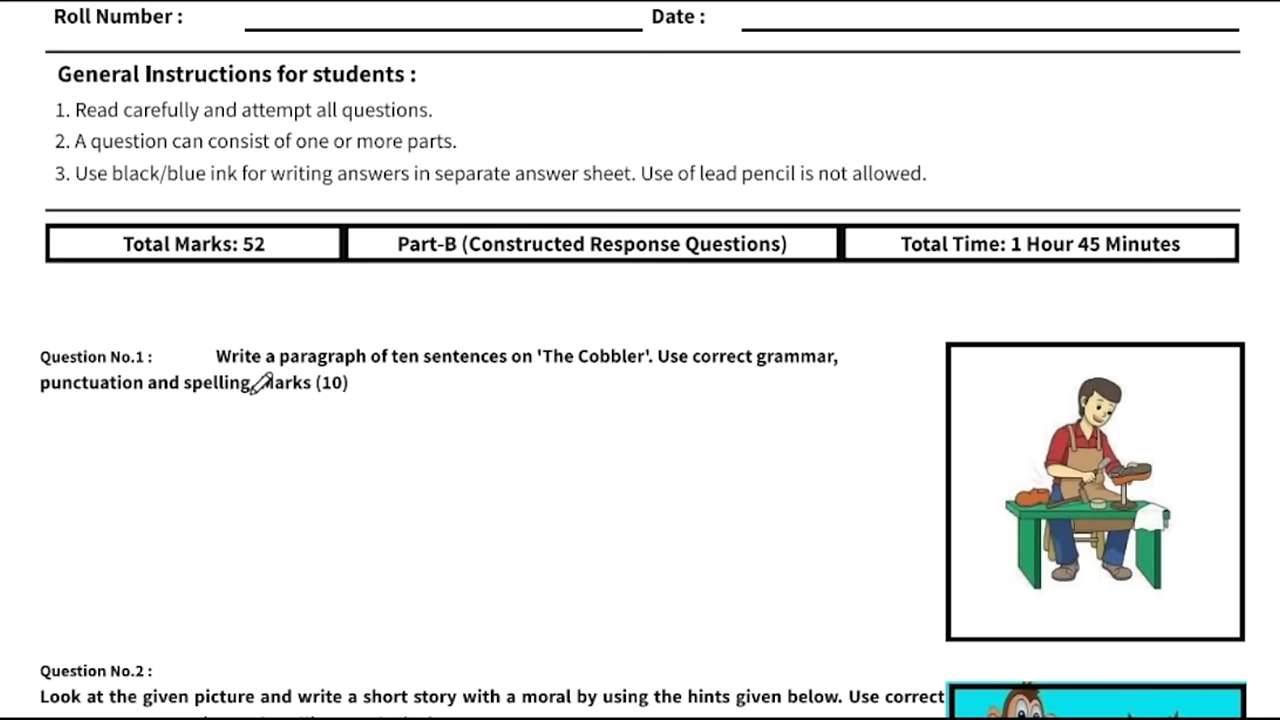 Roll Number : Date :
General Instructions for students :
1. Read carefully and attempt all questions.
2. A question can consist of one or more parts.
3. Use black/blue ink for writing answers in separate answer sheet. Use of lead pencil is not allowed.
Total Marks: 52 Part-B (Constructed Response Questions) Total Time: 1 Hour 45 Minutes
Question No.1 : Write a paragraph of ten sentences on 'The Cobbler'. Use correct grammar,
punctuation and spelling. Marks (10)
Question No.2 :
Look at the given picture and write a short story with a moral by using the hints given below. Use correct